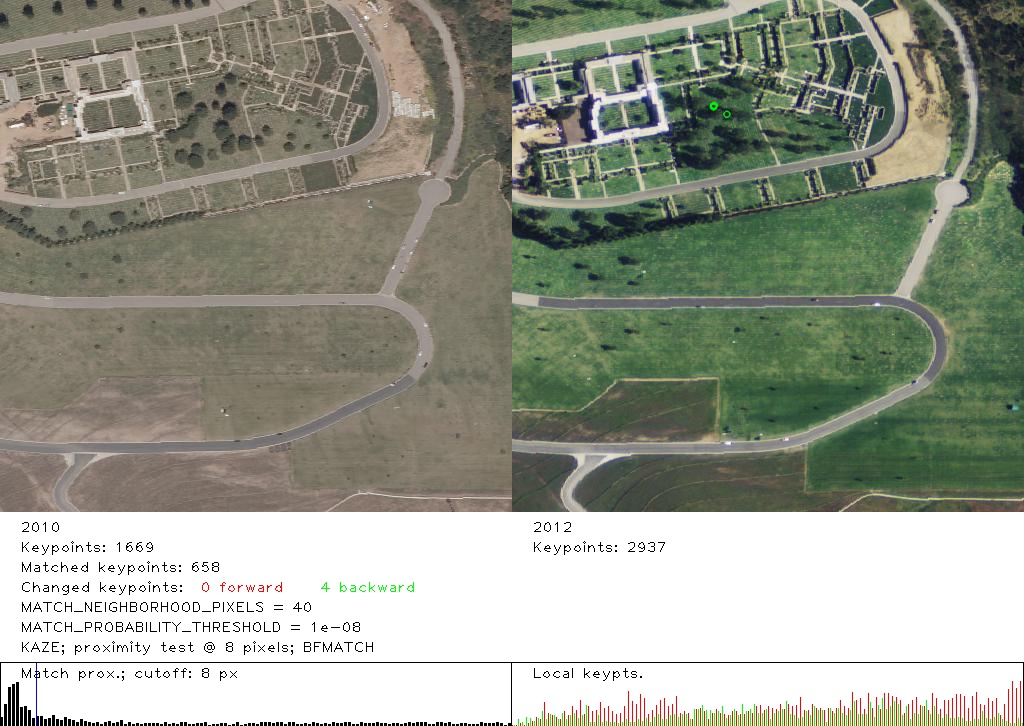 2010
Keypoints: 1669
Matched keypoints: 658
Changed keypoints: 0 forward 4 backward
MATCH_NEIGHBORHOOD_PIXELS = 40
MATCH_PROBABILITY_THRESHOLD = 1e-08
KAZE; proximity test @ 8 pixels; BFMATCH
Match prox.; cutoff: 8 px
2012
Keypoints: 2937
Local keypts.